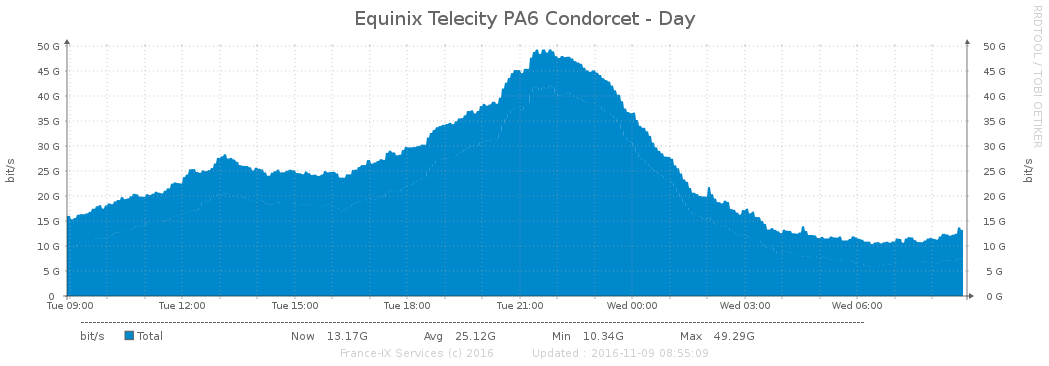 Equinix Telecity PA6 Condorcet - Day
RRDTOOL / TOBI OETIKER
bit/s
50 G 50 G
45 G 45 G
40 G 40 G
35 G 35 G
30 G 30 G
25 G 25 G
20 G 20 G
15 G 15 G
10 G 10 G
5 G 5 G
0 0 G
bit/s
Tue 09:00 Tue 12:00 Tue 15:00 Tue 18:00 Tue 21:00 Wed 00:00 Wed 03:00 Wed 06:00
bit/s Total Now 13.17G Avg 25.12G Min 10.34G Max 49.29G
France-IX Services (c) 2016 Updated : 2016-11-09 08:55:09